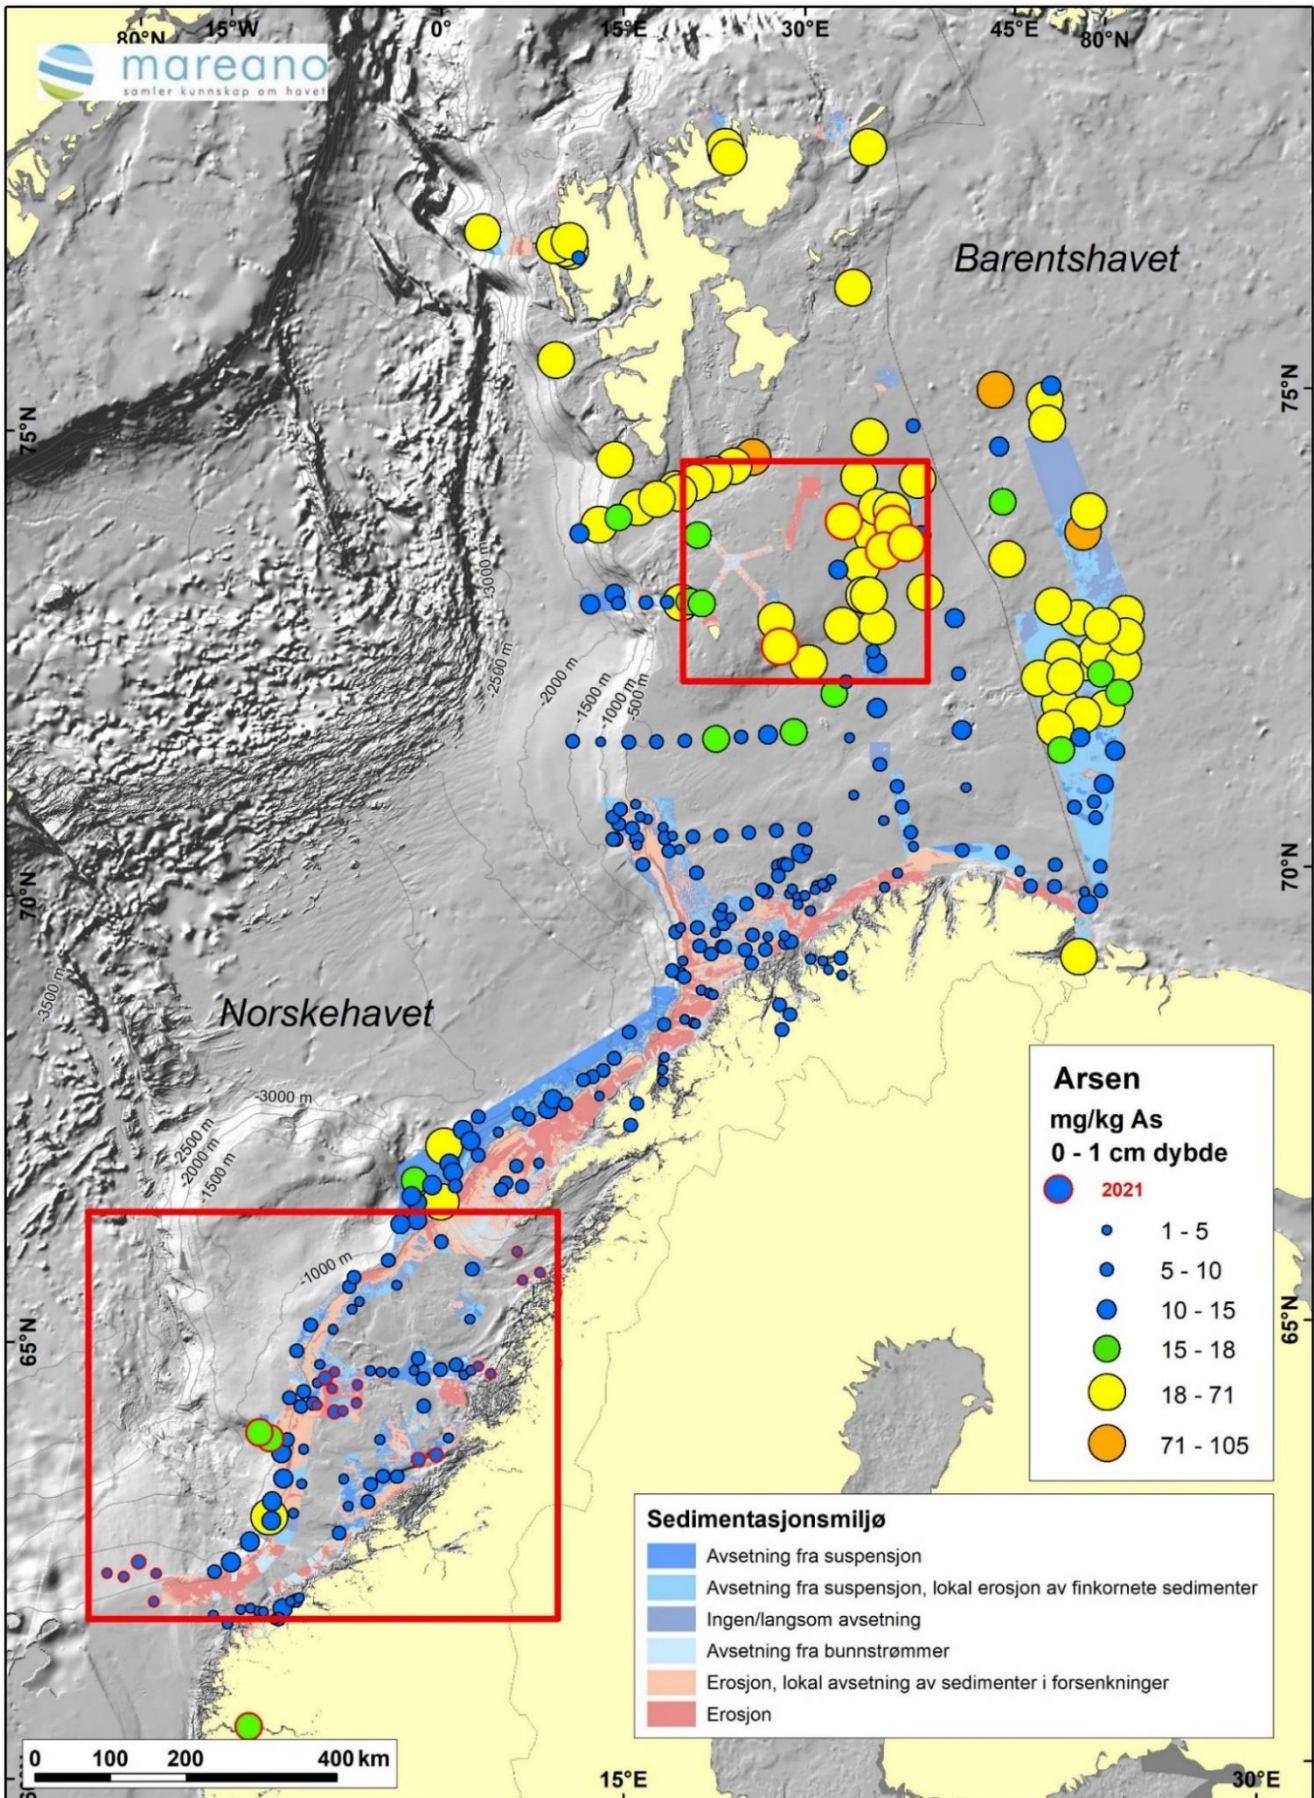 80°N
15°W
0°
15°E
30°E
45°E
80°N
mareano
samler kunnskap om havet
Barentshavet
75°N
75°N
-3000 m
-2500 m
-2000 m
-1500 m
-1000 m
-5000 m
70°N
70°N
-3500 m
Norskehavet
-3000 m
-2500 m
-2000 m
-1500 m
-1000 m
65°N
65°N
Arsen
mg/kg As
0 - 1 cm dybde
2021
1 - 5
5 - 10
10 - 15
15 - 18
18 - 71
71 - 105
Sedimentasjonsmiljø
Avsetning fra suspensjon
Avsetning fra suspensjon, lokal erosjon av finkornete sedimenter
Ingen/langsom avsetning
Avsetning fra bunnstrømmer
Erosjon, lokal avsetning av sedimenter i forsenkninger
Erosjon
0 100 200 400 km
15°E
30°E